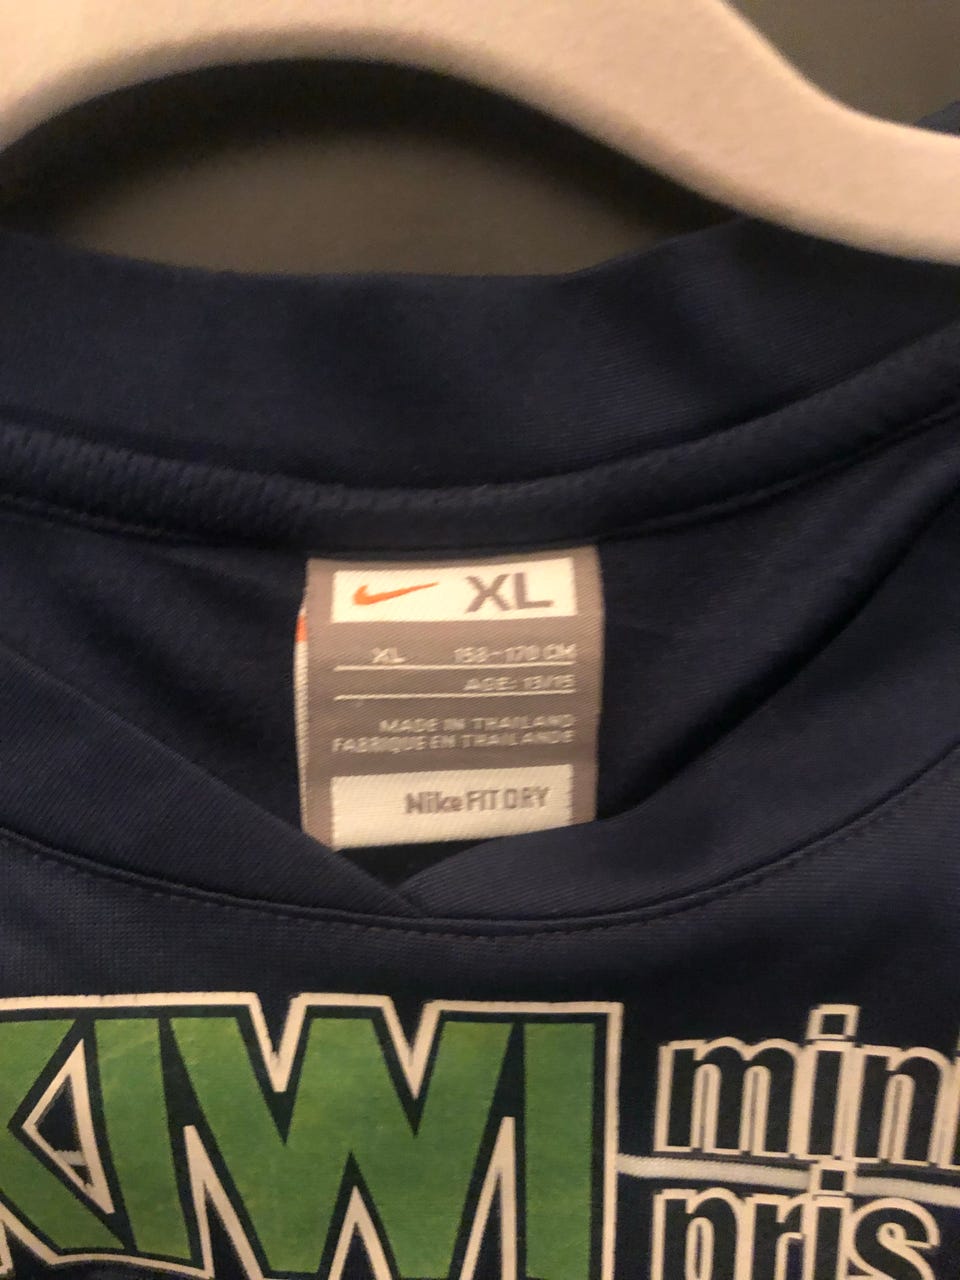 XL
XL 158-170 CM
AGE: 13/15
MADE IN THAILAND
FABRIQUE EN THAILANDE
Nike FIT DRY
KIWI
mini
pris